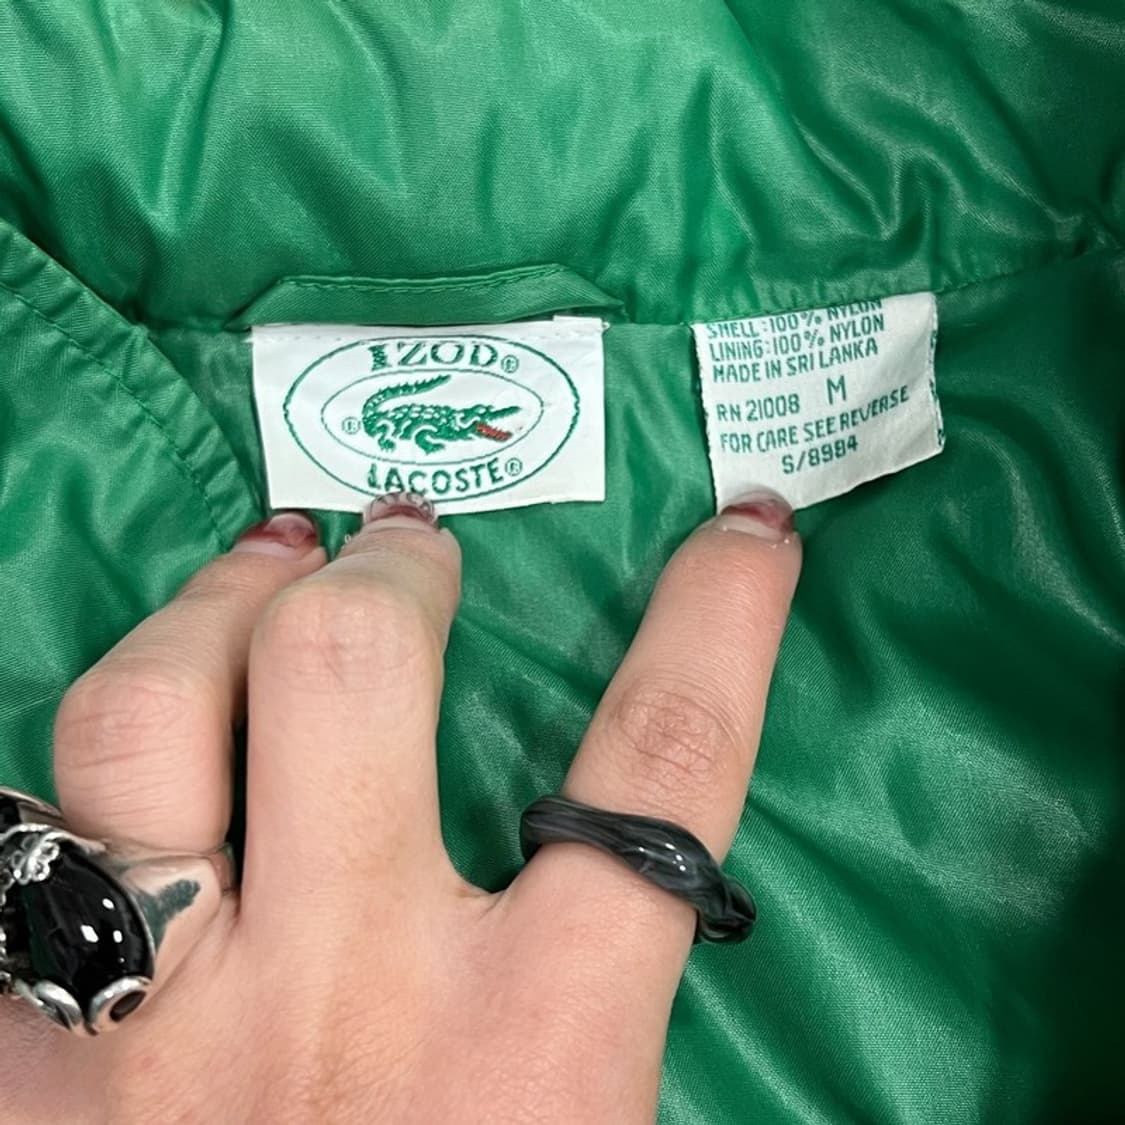 IZOD®
®
LACOSTE®
SHELL:100% NYLON
LINING:100% NYLON
MADE IN SRI LANKA
M
RN 21008
FOR CARE SEE REVERSE
S/8984